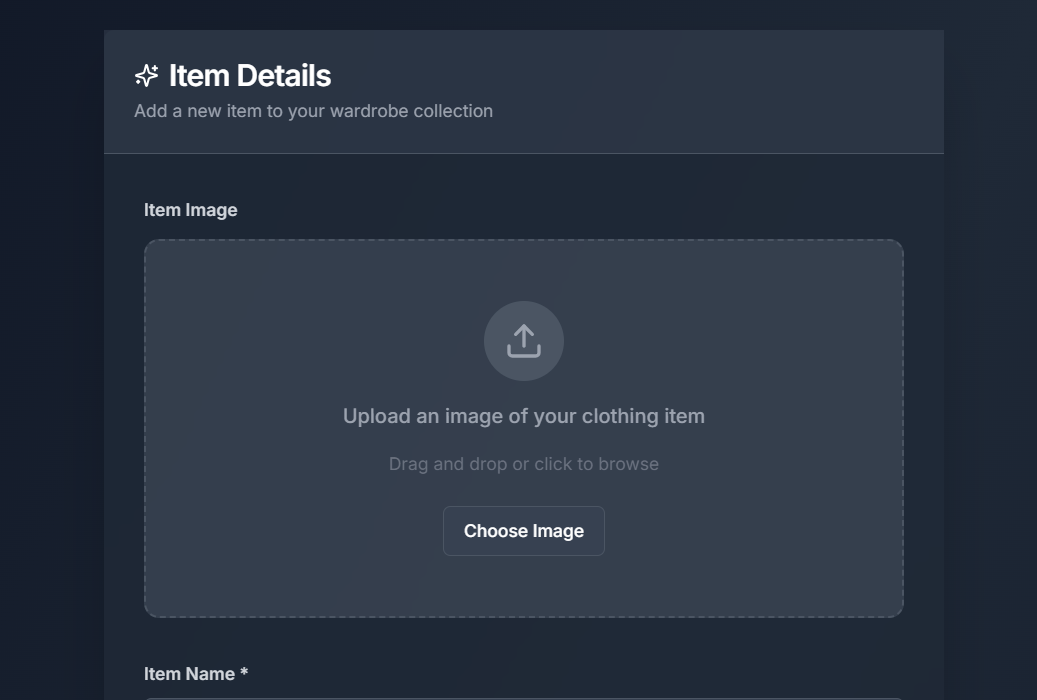 Item Details
Add a new item to your wardrobe collection
Item Image
Upload an image of your clothing item
Drag and drop or click to browse
Choose Image
Item Name *